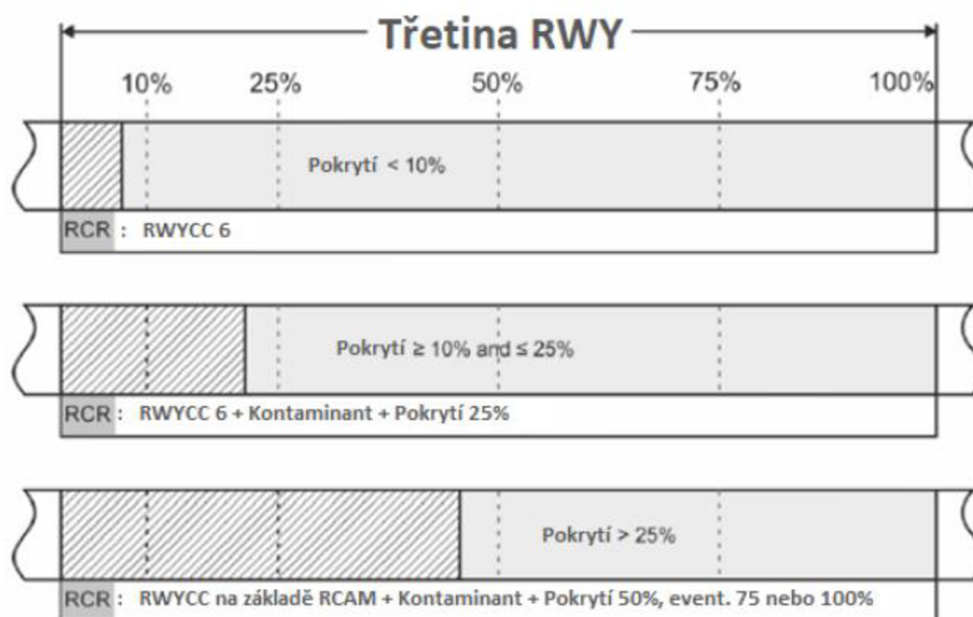 Třetina RWY
10% 25% 50% 75% 100%
Pokrytí < 10%
RCR : RWYCC 6
Pokrytí ≥ 10% and ≤ 25%
RCR : RWYCC 6 + Kontaminant + Pokrytí 25%
Pokrytí > 25%
RCR : RWYCC na základě RCAM + Kontaminant + Pokrytí 50%, event. 75 nebo 100%